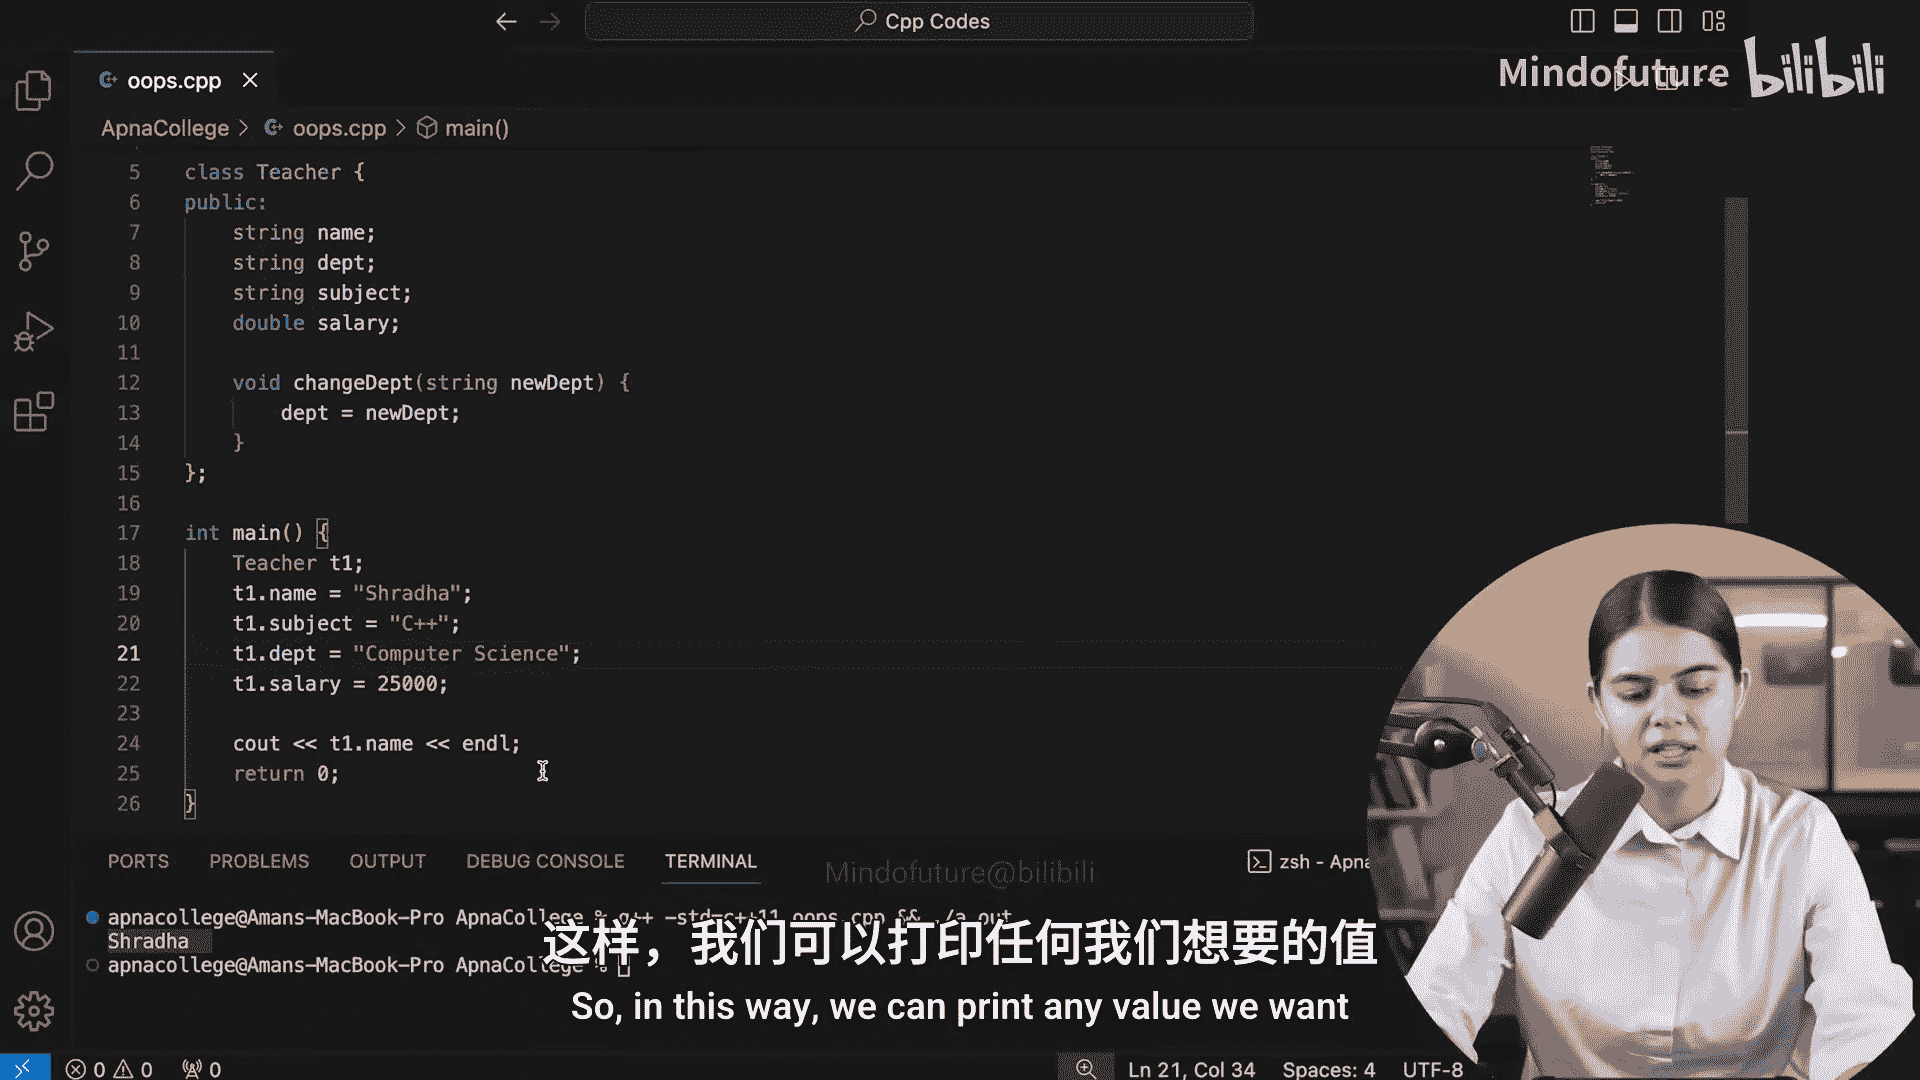 Cpp Codes
Mindofuture bilibili
oops.cpp
ApnaCollege > oops.cpp > main()
5 class Teacher {
6 public:
7 string name;
8 string dept;
9 string subject;
10 double salary;
11
12 void changeDept(string newDept) {
13 dept = newDept;
14 }
15 };
16
17 int main() {
18 Teacher t1;
19 t1.name = "Shradha";
20 t1.subject = "C++";
21 t1.dept = "Computer Science";
22 t1.salary = 25000;
23
24 cout << t1.name << endl;
25 return 0;
26 }
PORTS PROBLEMS OUTPUT DEBUG CONSOLE TERMINAL
Mindofuture@bilibili
zsh - Apna
apnacollege@Amans-MacBook-Pro ApnaCollege % g++ -std=c++11 oops.cpp && ./a.out
Shradha
apnacollege@Amans-MacBook-Pro ApnaCollege %
这样，我们可以打印任何我们想要的值
So, in this way, we can print any value we want
0 0 0
Ln 21, Col 34 Spaces: 4 UTF-8